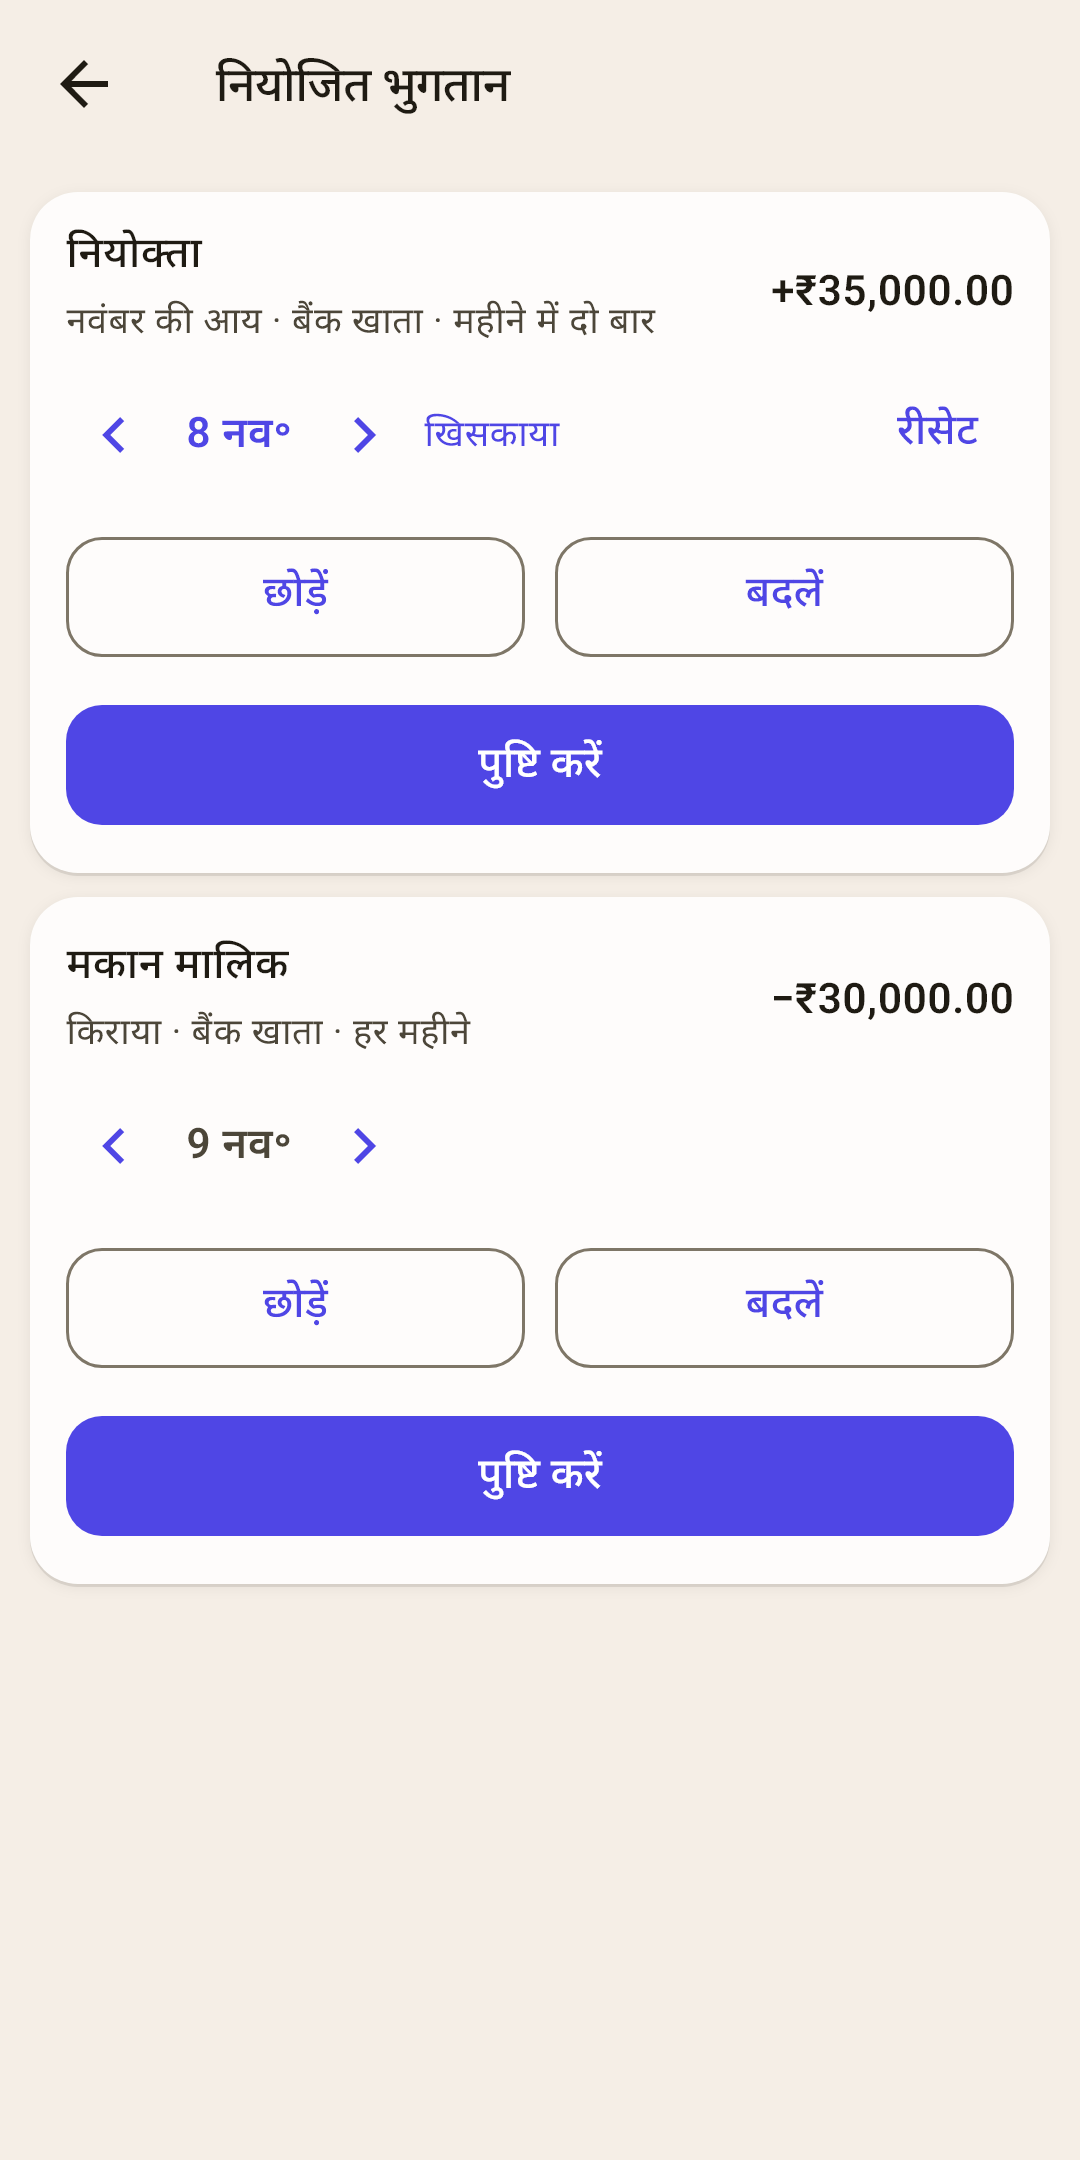 नियोजित भुगतान
नियोक्ता
नवंबर की आय · बैंक खाता · महीने में दो बार
+₹35,000.00
8 नव॰
खिसकाया
रीसेट
छोड़ें
बदलें
पुष्टि करें
मकान मालिक
किराया · बैंक खाता · हर महीने
−₹30,000.00
9 नव॰
छोड़ें
बदलें
पुष्टि करें